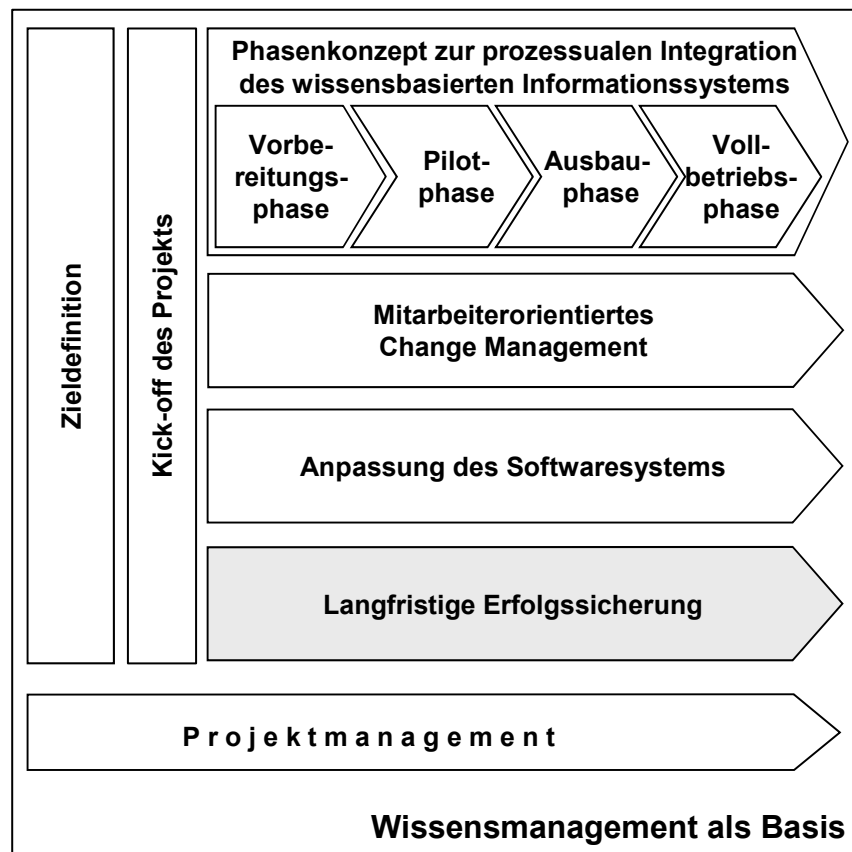 Zieldefinition
Kick-off des Projekts
Phasenkonzept zur prozessualen Integration
des wissensbasierten Informationssystems
Vorbe-
reitungs-
phase
Pilot-
phase
Ausbau-
phase
Voll-
betriebs-
phase
Mitarbeiterorientiertes
Change Management
Anpassung des Softwaresystems
Langfristige Erfolgssicherung
Projektmanagement
Wissensmanagement als Basis